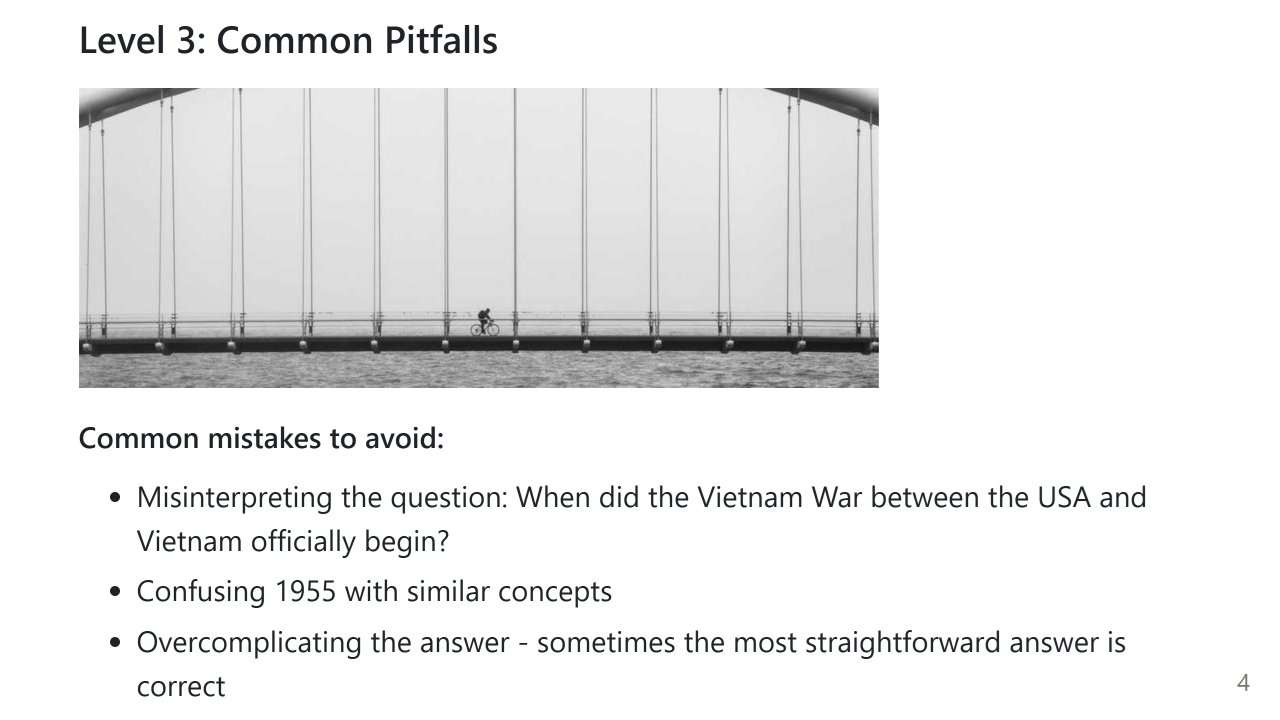 Level 3: Common Pitfalls
Common mistakes to avoid:
Misinterpreting the question: When did the Vietnam War between the USA and
Vietnam officially begin?
Confusing 1955 with similar concepts
Overcomplicating the answer - sometimes the most straightforward answer is
correct
4